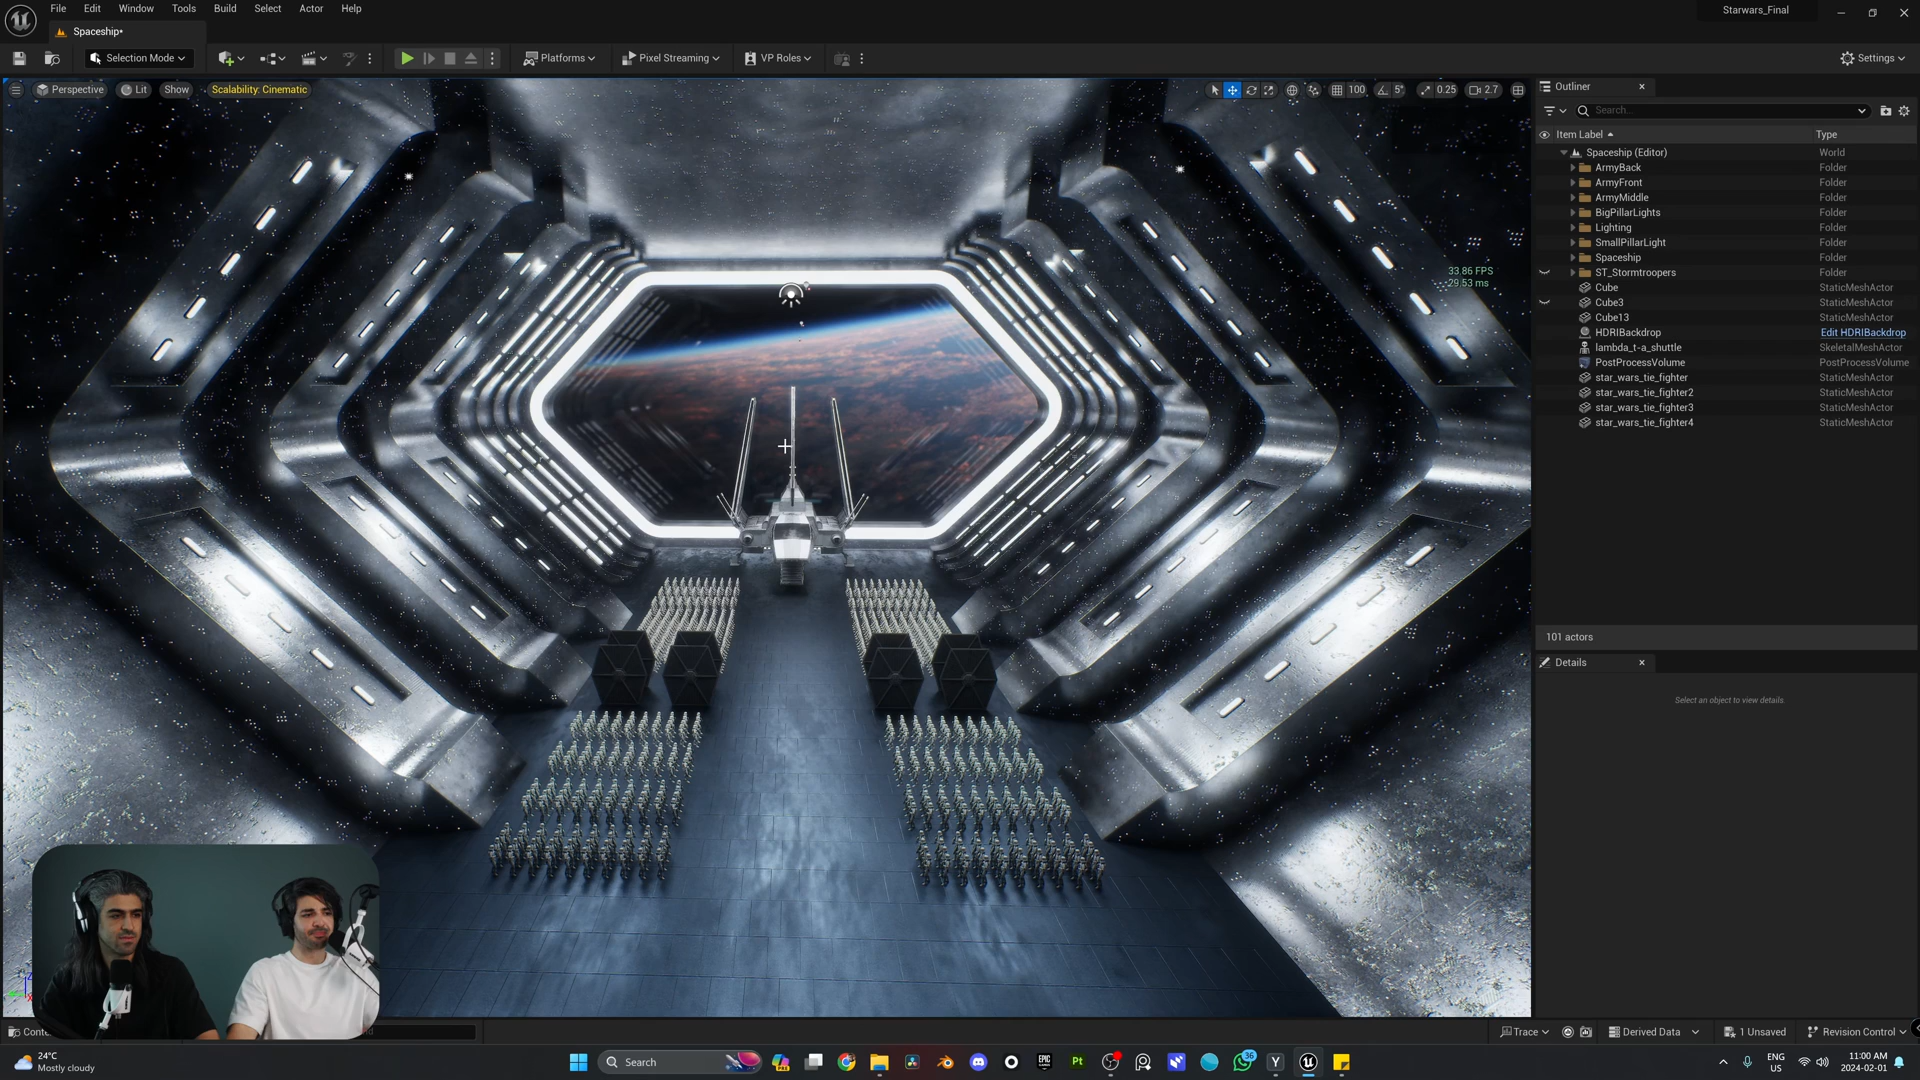 File Edit Window Tools Build Select Actor Help
Starwars_Final
Spaceship•
Selection Mode
Platforms
Pixel Streaming
VP Roles
Settings
Perspective
Lit
Show
Scalability: Cinematic
100
5°
0.25
2.7
33.86 FPS
29.53 ms
Outliner
Search...
Item Label
Type
Spaceship (Editor) World
ArmyBack Folder
ArmyFront Folder
ArmyMiddle Folder
BigPillarLights Folder
Lighting Folder
SmallPillarLight Folder
Spaceship Folder
ST_Stormtroopers Folder
Cube StaticMeshActor
Cube3 StaticMeshActor
Cube13 StaticMeshActor
HDRIBackdrop Edit HDRIBackdrop
lambda_t-a_shuttle SkeletalMeshActor
PostProcessVolume PostProcessVolume
star_wars_tie_fighter StaticMeshActor
star_wars_tie_fighter2 StaticMeshActor
star_wars_tie_fighter3 StaticMeshActor
star_wars_tie_fighter4 StaticMeshActor
101 actors
Details
Select an object to view details
Conte
Trace
Derived Data
1 Unsaved
Revision Control
24°C
Mostly cloudy
Search
EPIC
Pt
36
Y
ENG
US
11:00 AM
2024-02-01